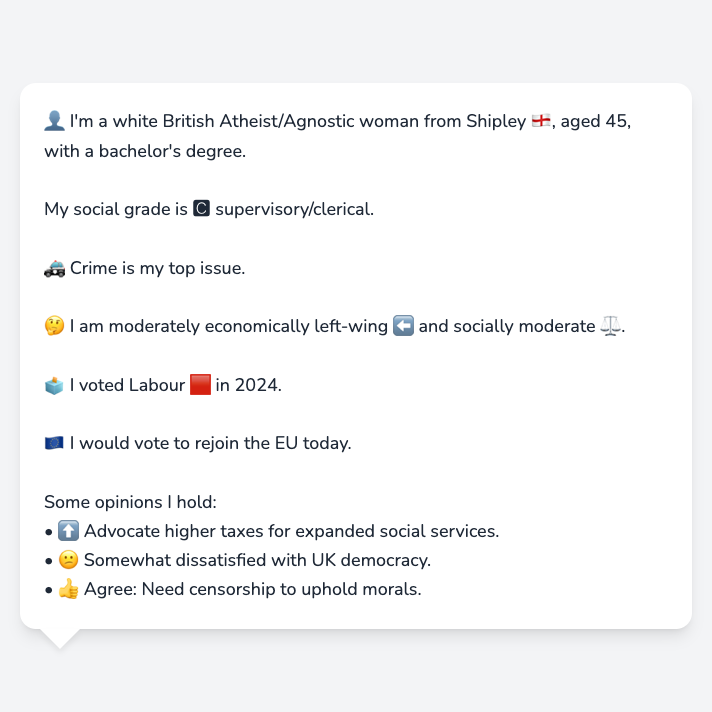 👤 I'm a white British Atheist/Agnostic woman from Shipley 🏴󠁧󠁢󠁥󠁮󠁧󠁿, aged 45,
with a bachelor's degree.
My social grade is 🅲 supervisory/clerical.
🚓 Crime is my top issue.
🤔 I am moderately economically left-wing ⬅️ and socially moderate ⚖️.
🗳️ I voted Labour 🟥 in 2024.
🇪🇺 I would vote to rejoin the EU today.
Some opinions I hold:
• ⬆️ Advocate higher taxes for expanded social services.
• 🙁 Somewhat dissatisfied with UK democracy.
• 👍 Agree: Need censorship to uphold morals.